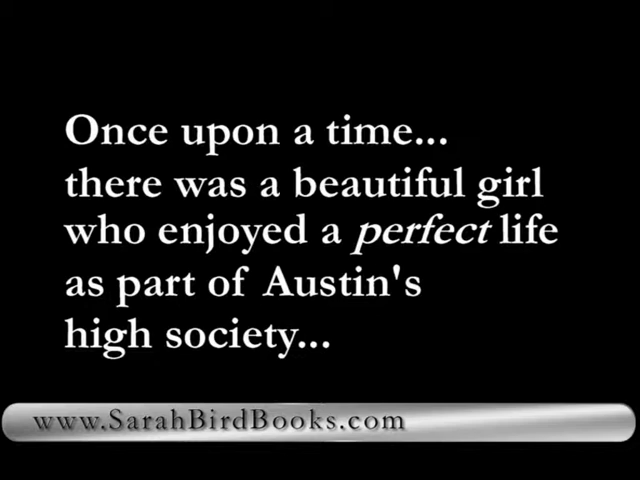 Once upon a time...
there was a beautiful girl
who enjoyed a perfect life
as part of Austin's
high society...
www.SarahBirdBooks.com